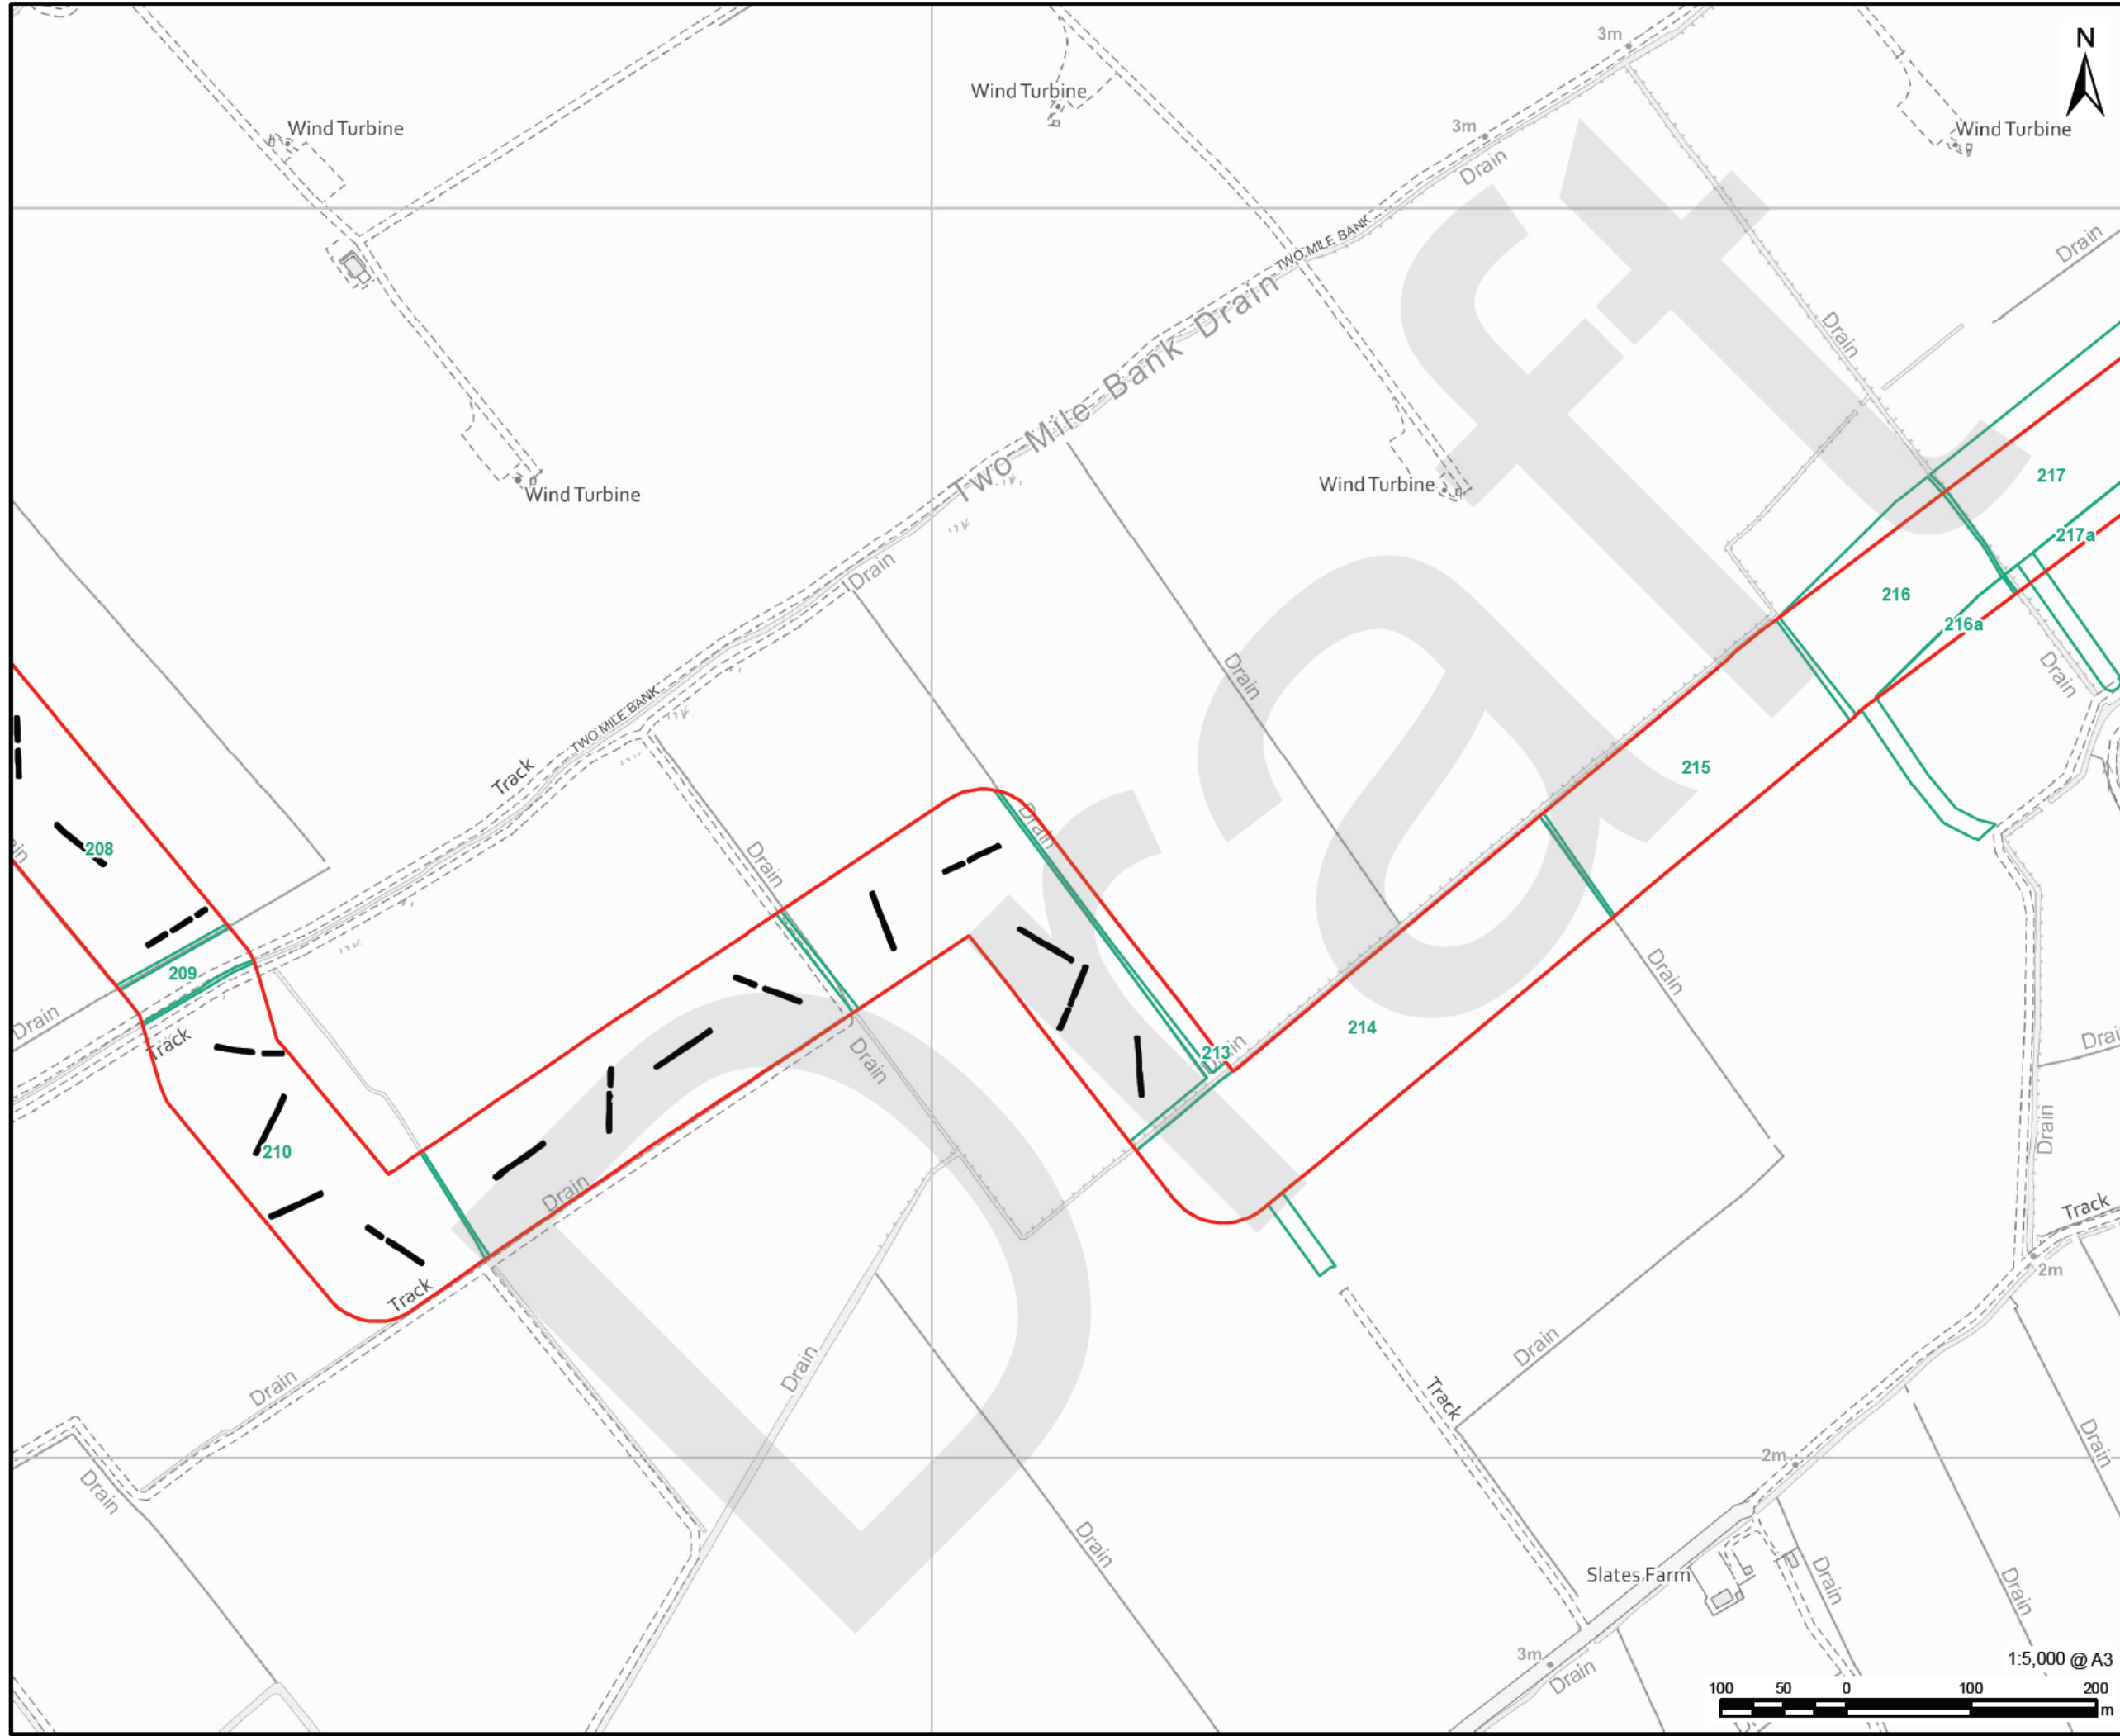 3m
N
Wind Turbine
Wind Turbine
3m
Wind Turbine
Drain
TWO MILE BANK
Drain
Two Mile Bank Drain
Drain
217
Wind Turbine
Wind Turbine
217a
Drain
216
216a
Drain
Drain
TWO MILE BANK
Track
215
Drain
Drain
208
Drain
209
Drain
Drain
Track
213
214
Drain
Drain
Drain
210
Drain
Track
Track
2m
Drain
Drain
Drain
Track
Drain
2m
Drain
Drain
Slates Farm
Drain
Drain
3m
Drain
1:5,000 @ A3
100 50 0 100 200
m
Draft